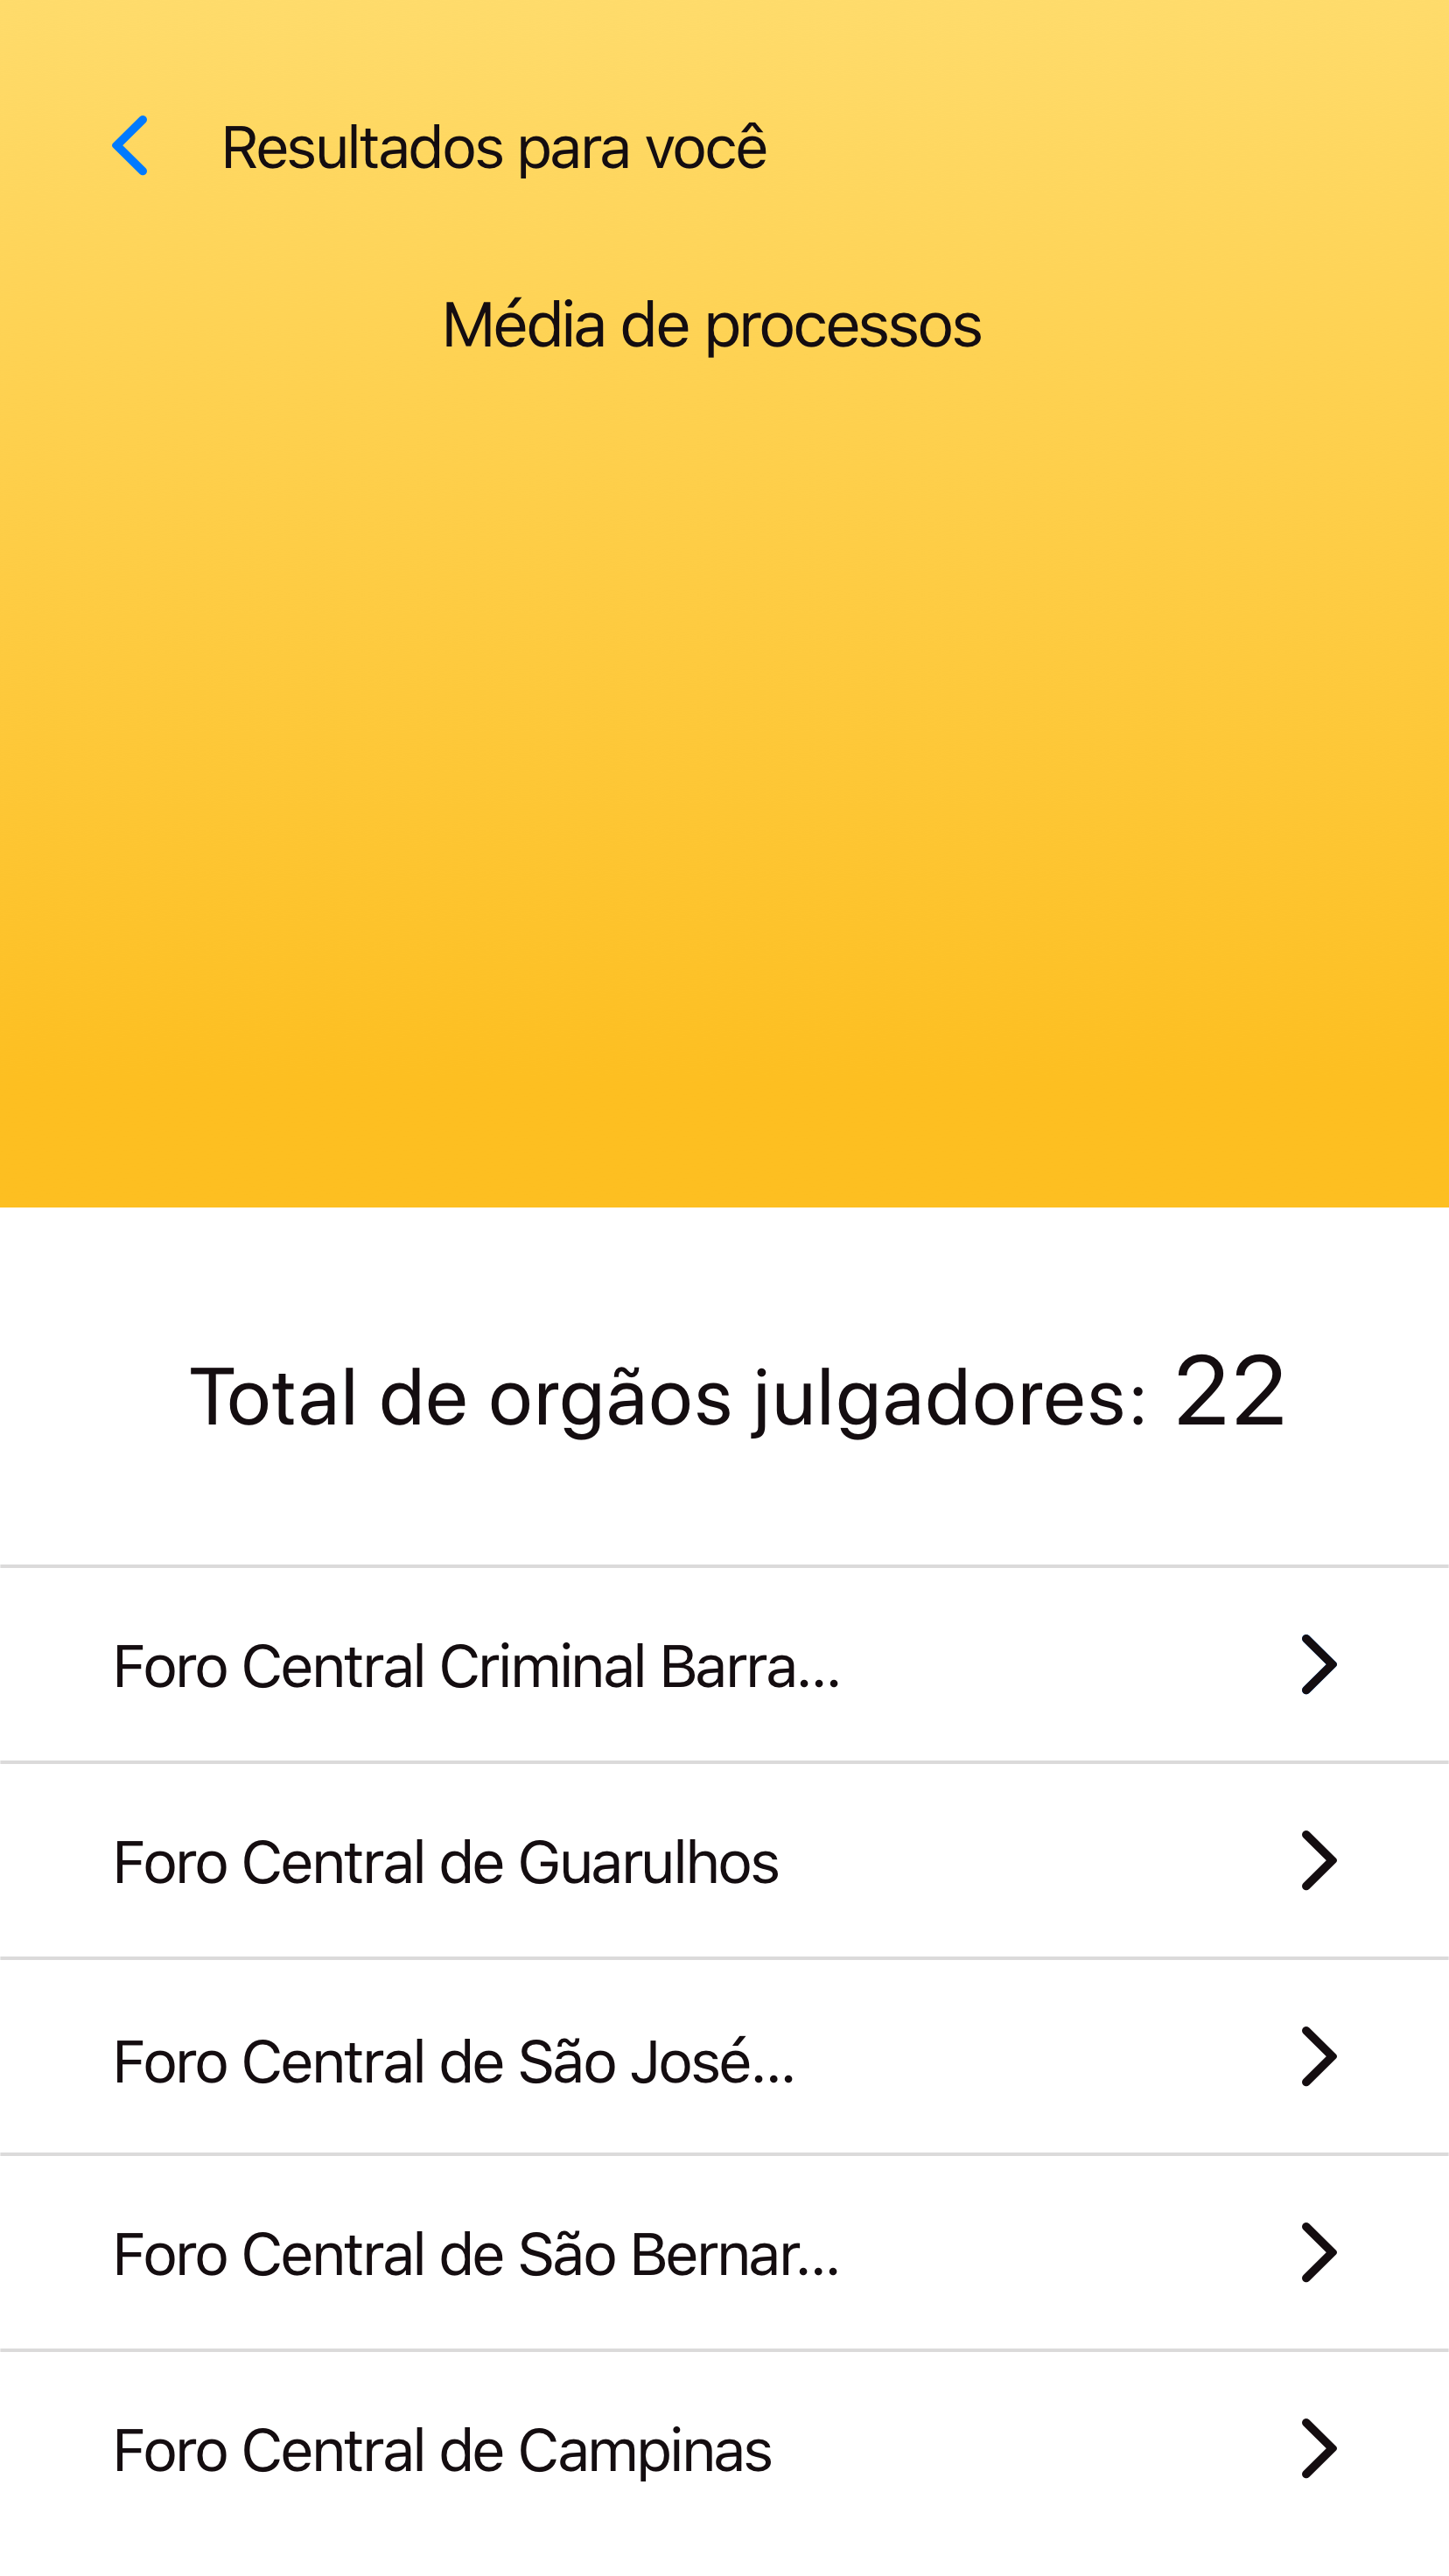 Resultados para você
Média de processos
Total de orgãos julgadores: 22
Foro Central Criminal Barra...
Foro Central de Guarulhos
Foro Central de São José...
Foro Central de São Bernar...
Foro Central de Campinas